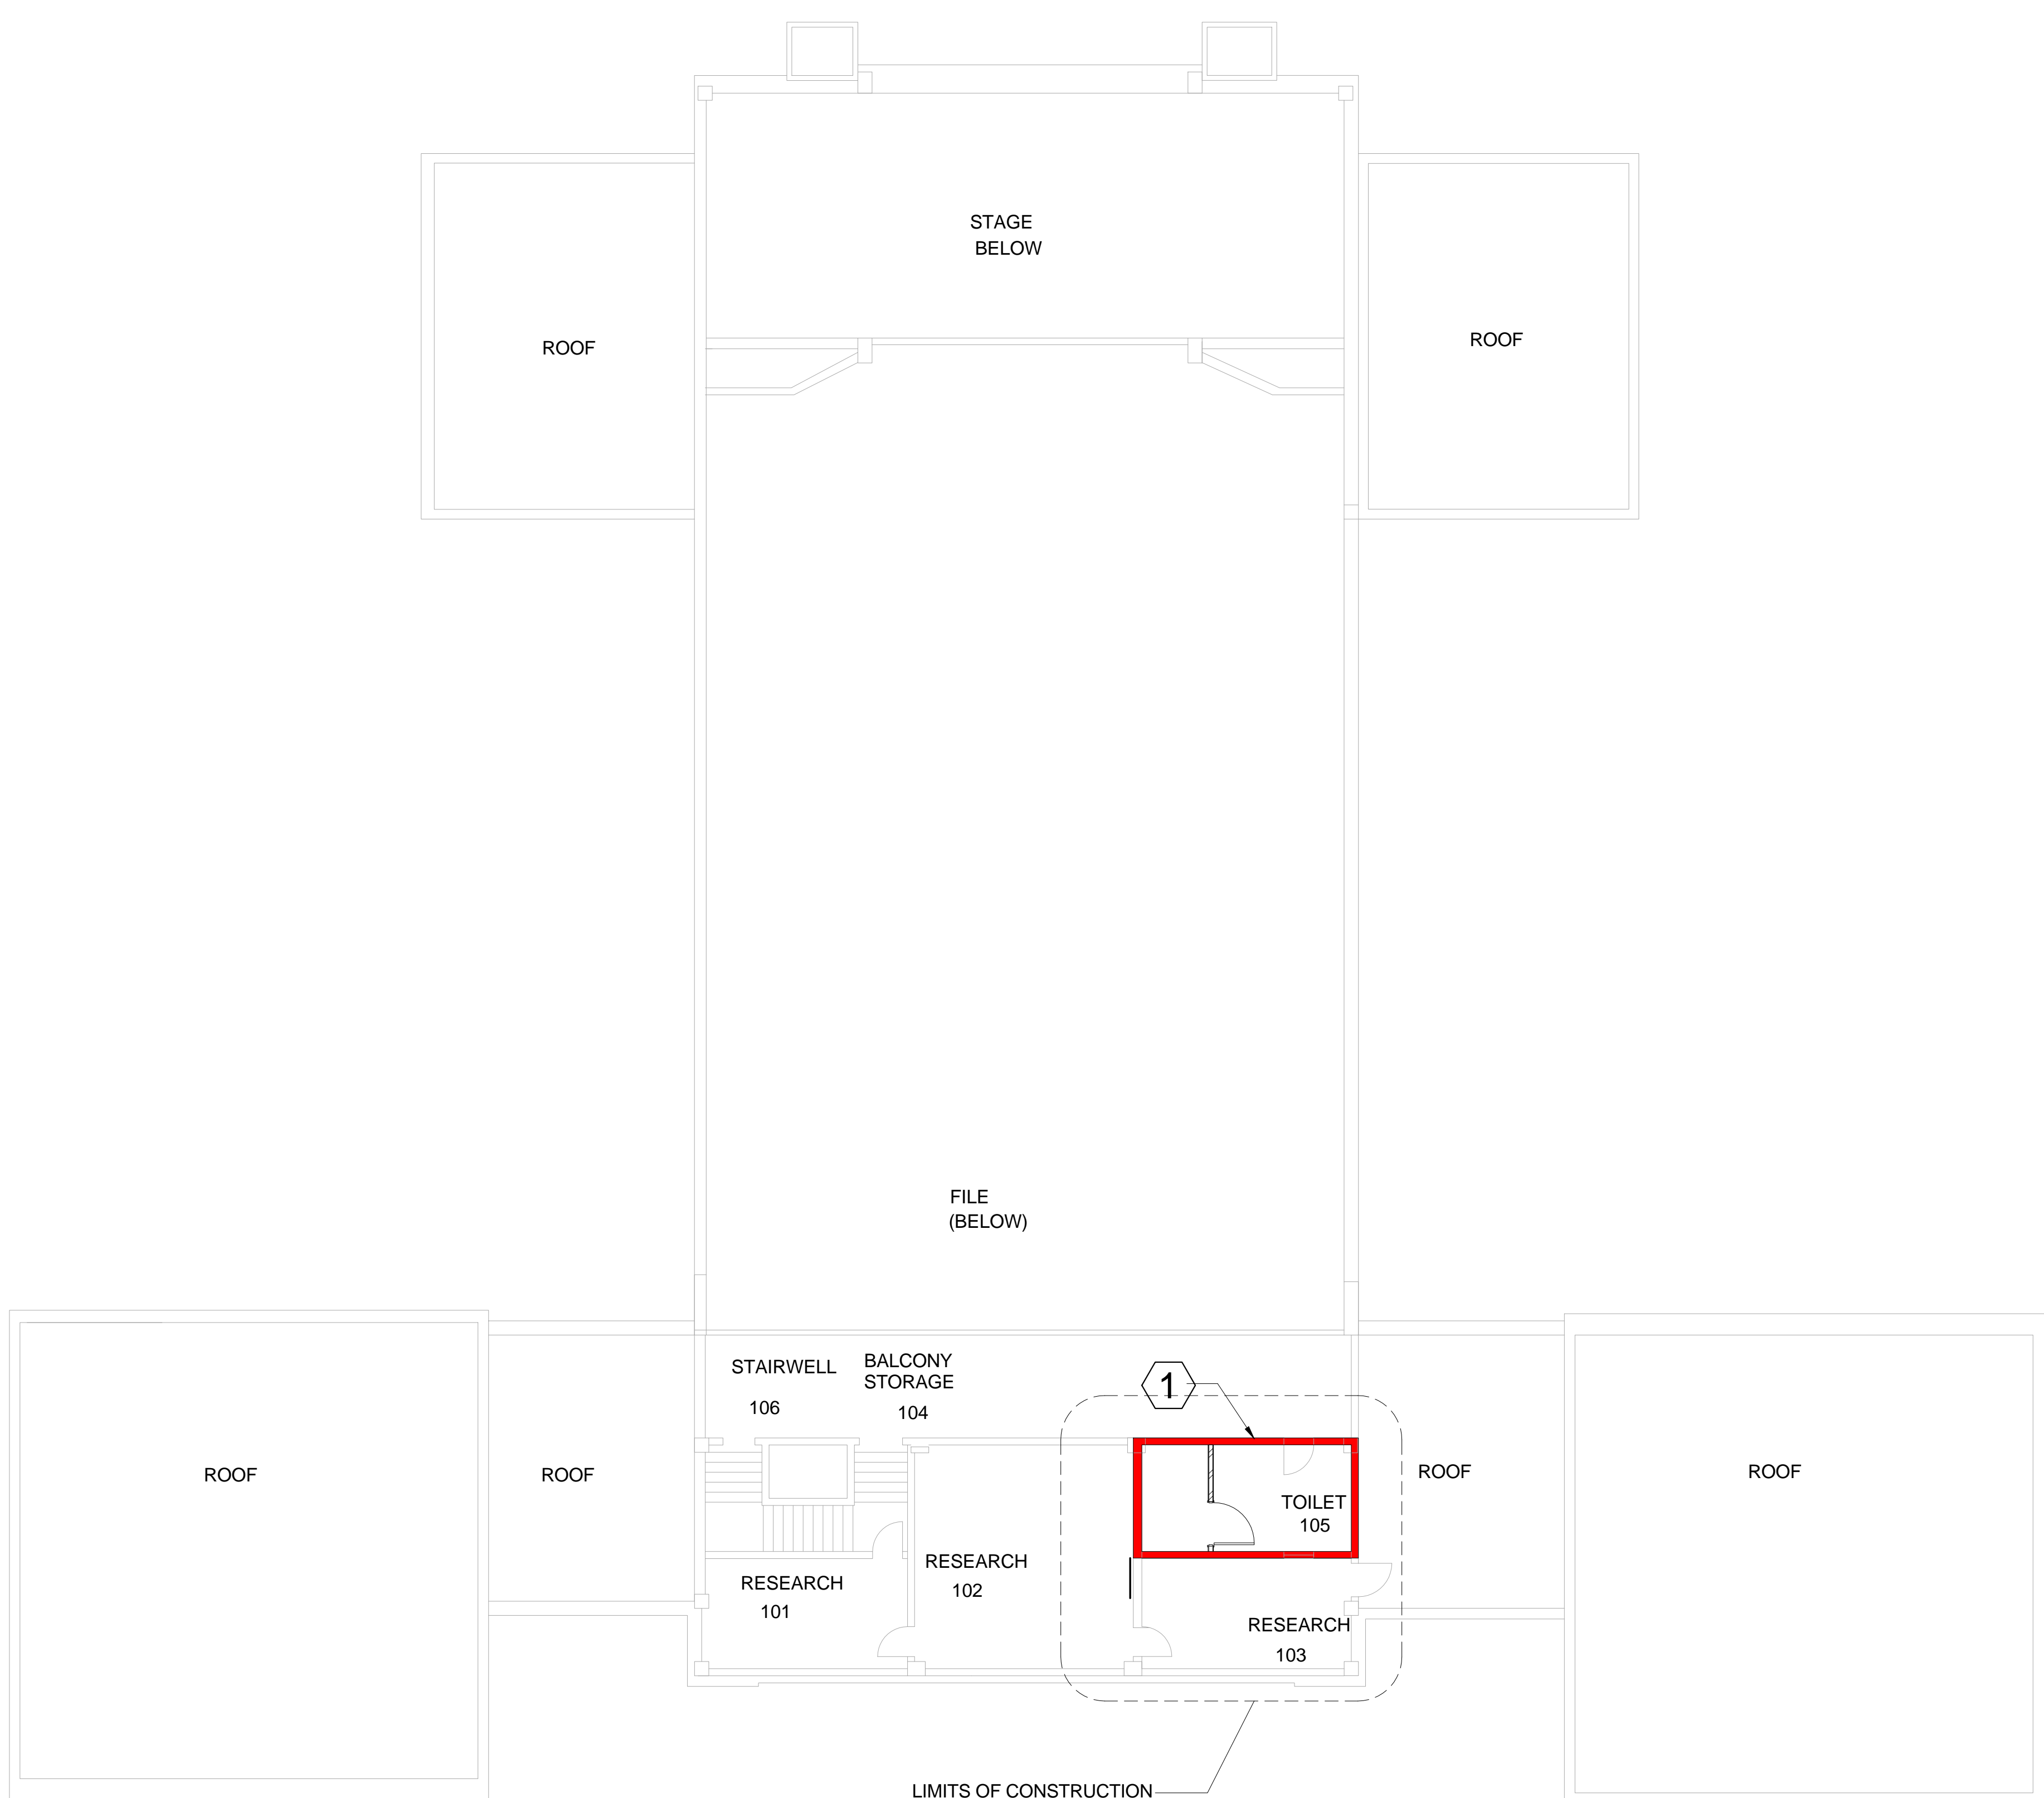 STAGE
BELOW
ROOF
ROOF
FILE
(BELOW)
STAIRWELL
106
BALCONY
STORAGE
104
1
ROOF
ROOF
ROOF
ROOF
TOILET
105
RESEARCH
101
RESEARCH
102
RESEARCH
103
LIMITS OF CONSTRUCTION